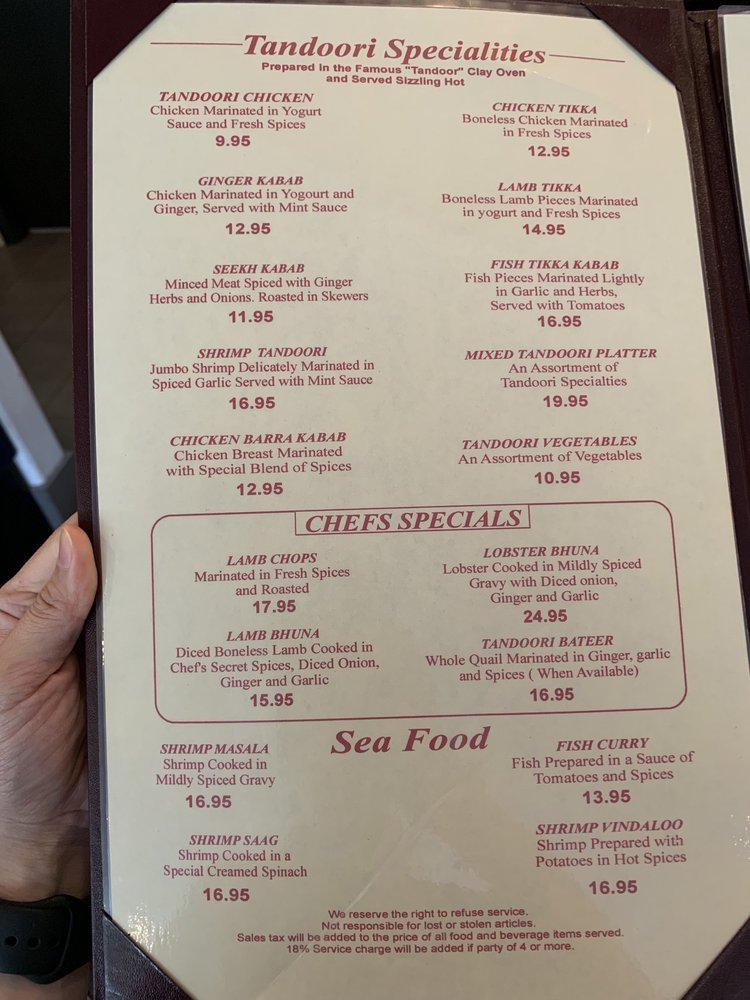 Tandoori Specialities
Prepared in the Famous "Tandoor" Clay Oven
and Served Sizzling Hot
TANDOORI CHICKEN
Chicken Marinated in Yogurt
Sauce and Fresh Spices
9.95
CHICKEN TIKKA
Boneless Chicken Marinated
in Fresh Spices
12.95
GINGER KABAB
Chicken Marinated in Yogourt and
Ginger, Served with Mint Sauce
12.95
LAMB TIKKA
Boneless Lamb Pieces Marinated
in yogurt and Fresh Spices
14.95
SEEKH KABAB
Minced Meat Spiced with Ginger
Herbs and Onions. Roasted in Skewers
11.95
FISH TIKKA KABAB
Fish Pieces Marinated Lightly
in Garlic and Herbs,
Served with Tomatoes
16.95
SHRIMP TANDOORI
Jumbo Shrimp Delicately Marinated in
Spiced Garlic Served with Mint Sauce
16.95
MIXED TANDOORI PLATTER
An Assortment of
Tandoori Specialties
19.95
CHICKEN BARRA KABAB
Chicken Breast Marinated
with Special Blend of Spices
12.95
TANDOORI VEGETABLES
An Assortment of Vegetables
10.95
CHEFS SPECIALS
LAMB CHOPS
Marinated in Fresh Spices
and Roasted
17.95
LOBSTER BHUNA
Lobster Cooked in Mildly Spiced
Gravy with Diced onion,
Ginger and Garlic
24.95
LAMB BHUNA
Diced Boneless Lamb Cooked in
Chef's Secret Spices, Diced Onion,
Ginger and Garlic
15.95
TANDOORI BATEER
Whole Quail Marinated in Ginger, garlic
and Spices ( When Available)
16.95
Sea Food
SHRIMP MASALA
Shrimp Cooked in
Mildly Spiced Gravy
16.95
FISH CURRY
Fish Prepared in a Sauce of
Tomatoes and Spices
13.95
SHRIMP SAAG
Shrimp Cooked in a
Special Creamed Spinach
16.95
SHRIMP VINDALOO
Shrimp Prepared with
Potatoes in Hot Spices
16.95
We reserve the right to refuse service.
Not responsible for lost or stolen articles.
Sales tax will be added to the price of all food and beverage items served.
18% Service charge will be added if party of 4 or more.